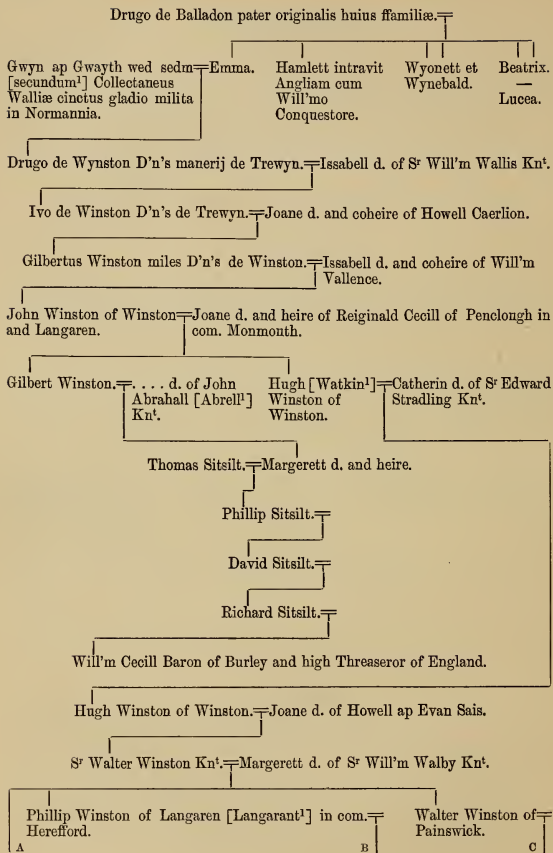 Drugo de Balladon pater originalis huius ffamiliæ.
Gwyn ap Gwayth wed sedm
[secundum¹] Collectaneus
Walliæ cinctus gladio milita
in Normannia.
Emma.
Hamlett intravit
Angliam cum
Will'mo
Conquestore.
Wyonett et
Wynebald.
Beatrix.
—
Lucea.
Drugo de Wynston D'n's manerij de Trewyn.
Issabell d. of Sʳ Will'm Wallis Knᵗ.
Ivo de Winston D'n's de Trewyn.
Joane d. and coheire of Howell Caerlion.
Gilbertus Winston miles D'n's de Winston.
Issabell d. and coheire of Will'm
Vallence.
John Winston of Winston
and Langaren.
Joane d. and heire of Reiginald Cecill of Penclough in
com. Monmouth.
Gilbert Winston.
. . . . d. of John
Abrahall [Abrell¹]
Knᵗ.
Hugh [Watkin¹]
Winston of
Winston.
Catherin d. of Sʳ Edward
Stradling Knᵗ.
Thomas Sitsilt.
Margerett d. and heire.
Phillip Sitsilt.
David Sitsilt.
Richard Sitsilt.
Will'm Cecill Baron of Burley and high Threaseror of England.
Hugh Winston of Winston.
Joane d. of Howell ap Evan Sais.
Sʳ Walter Winston Knᵗ.
Margerett d. of Sʳ Will'm Walby Knᵗ.
Phillip Winston of Langaren [Langarant¹] in com.
Herefford.
Walter Winston of
Painswick.
A
B
C